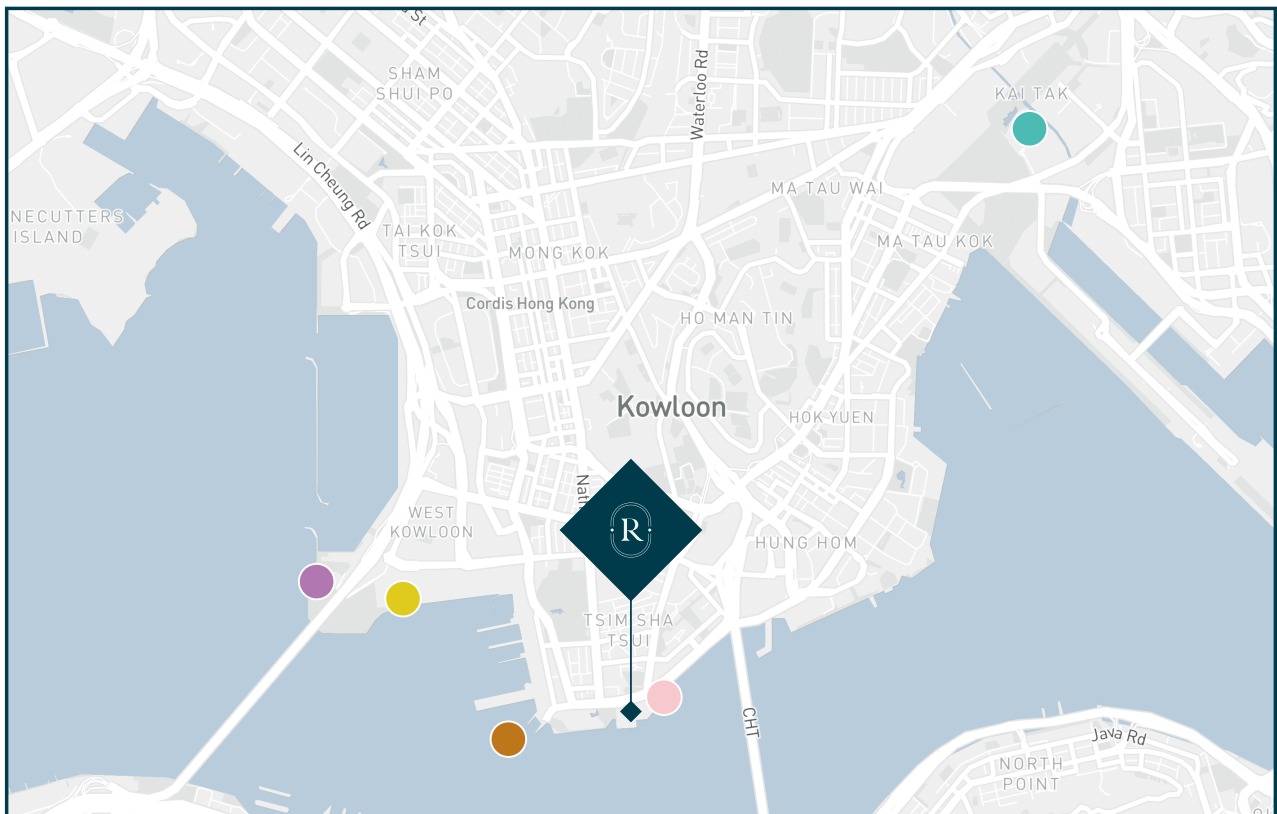 SHAM
SHUI PO
Waterloo Rd
KAI TAK
Lin Cheung Rd
MA TAU WAI
NECUTTERS
ISLAND
TAI KOK
TSUI
MONG KOK
MA TAU KOK
Cordis Hong Kong
HO MAN TIN
Kowloon
HOK YUEN
WEST
KOWLOON
R
HUNG HOM
TSIM SHA
TSUI
CHT
Java Rd
NORTH
POINT